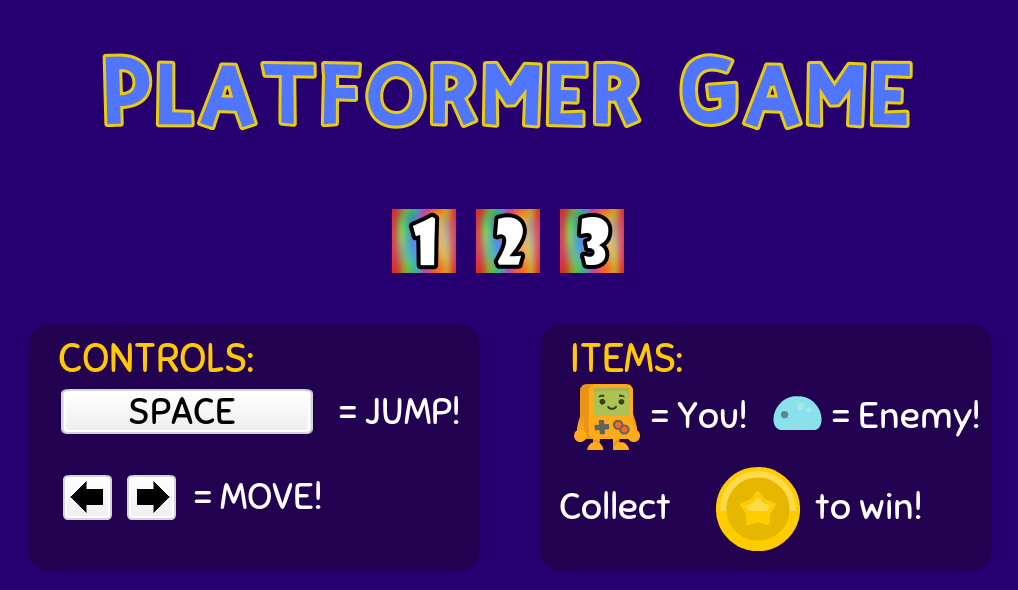 PLATFORMER GAME
1 2 3
CONTROLS:
SPACE = JUMP!
= MOVE!
ITEMS:
= You! = Enemy!
Collect to win!